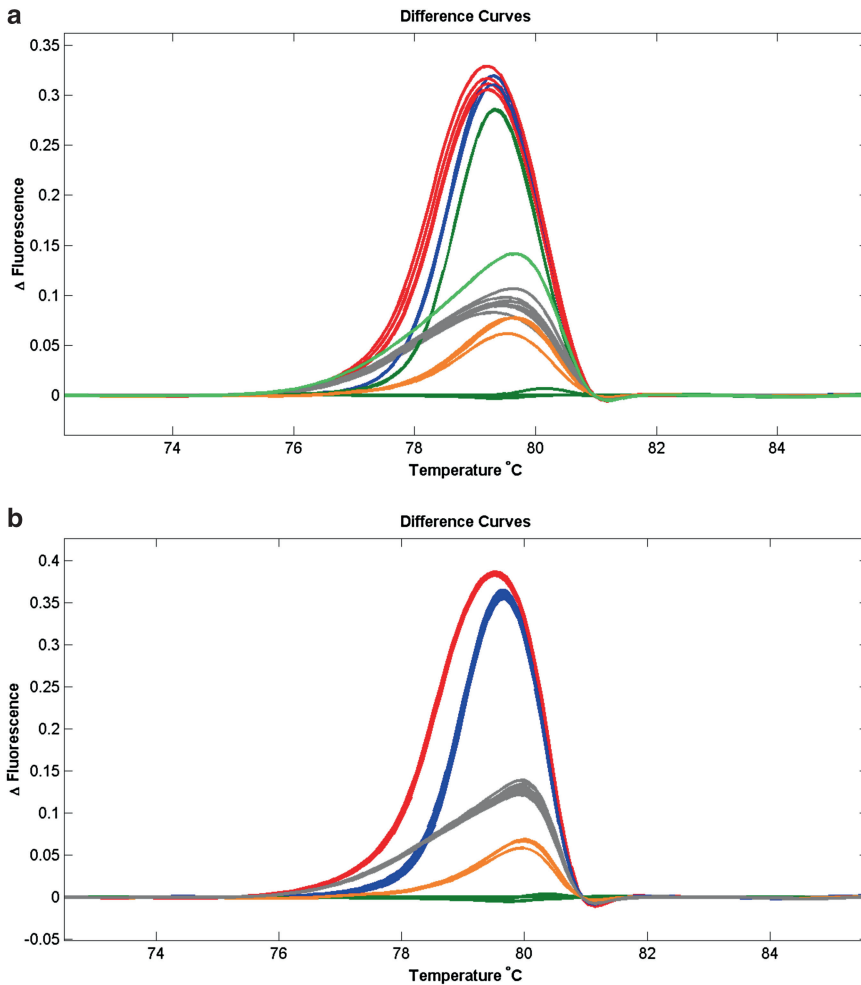 a
Difference Curves
0.35
0.3
0.25
0.2
0.15
0.1
0.05
0
Δ Fluorescence
74 76 78 80 82 84
Temperature °C
b
Difference Curves
0.4
0.35
0.3
0.25
0.2
0.15
0.1
0.05
0
-0.05
Δ Fluorescence
74 76 78 80 82 84
Temperature °C